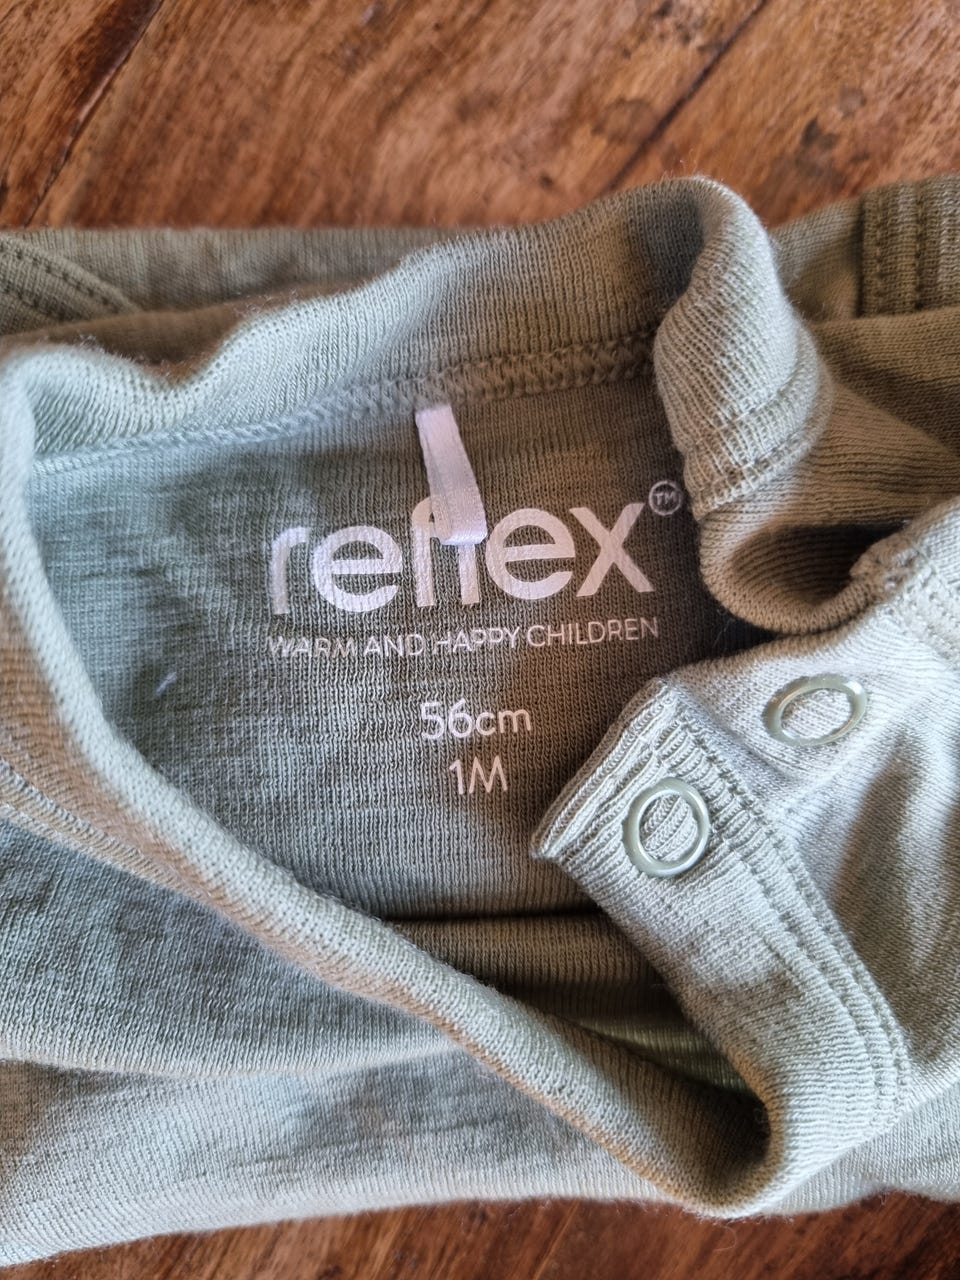 reflex™
WARM AND HAPPY CHILDREN
56cm
1M